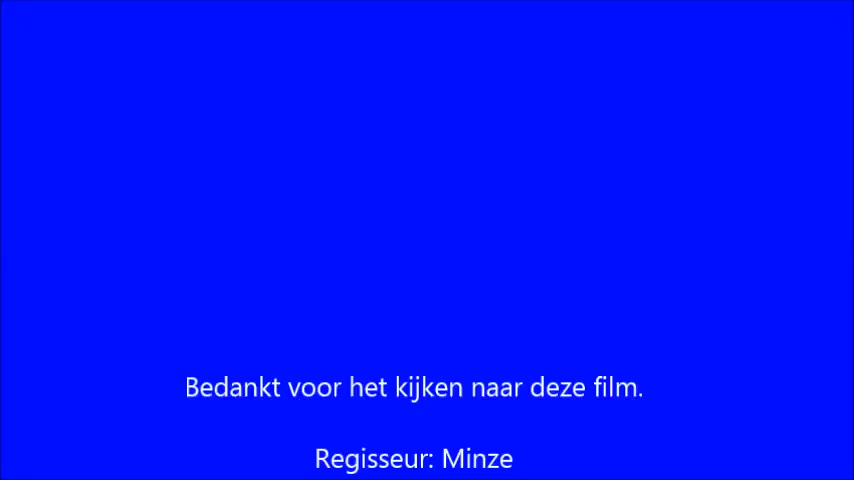 Bedankt voor het kijken naar deze film.
Regisseur: Minze